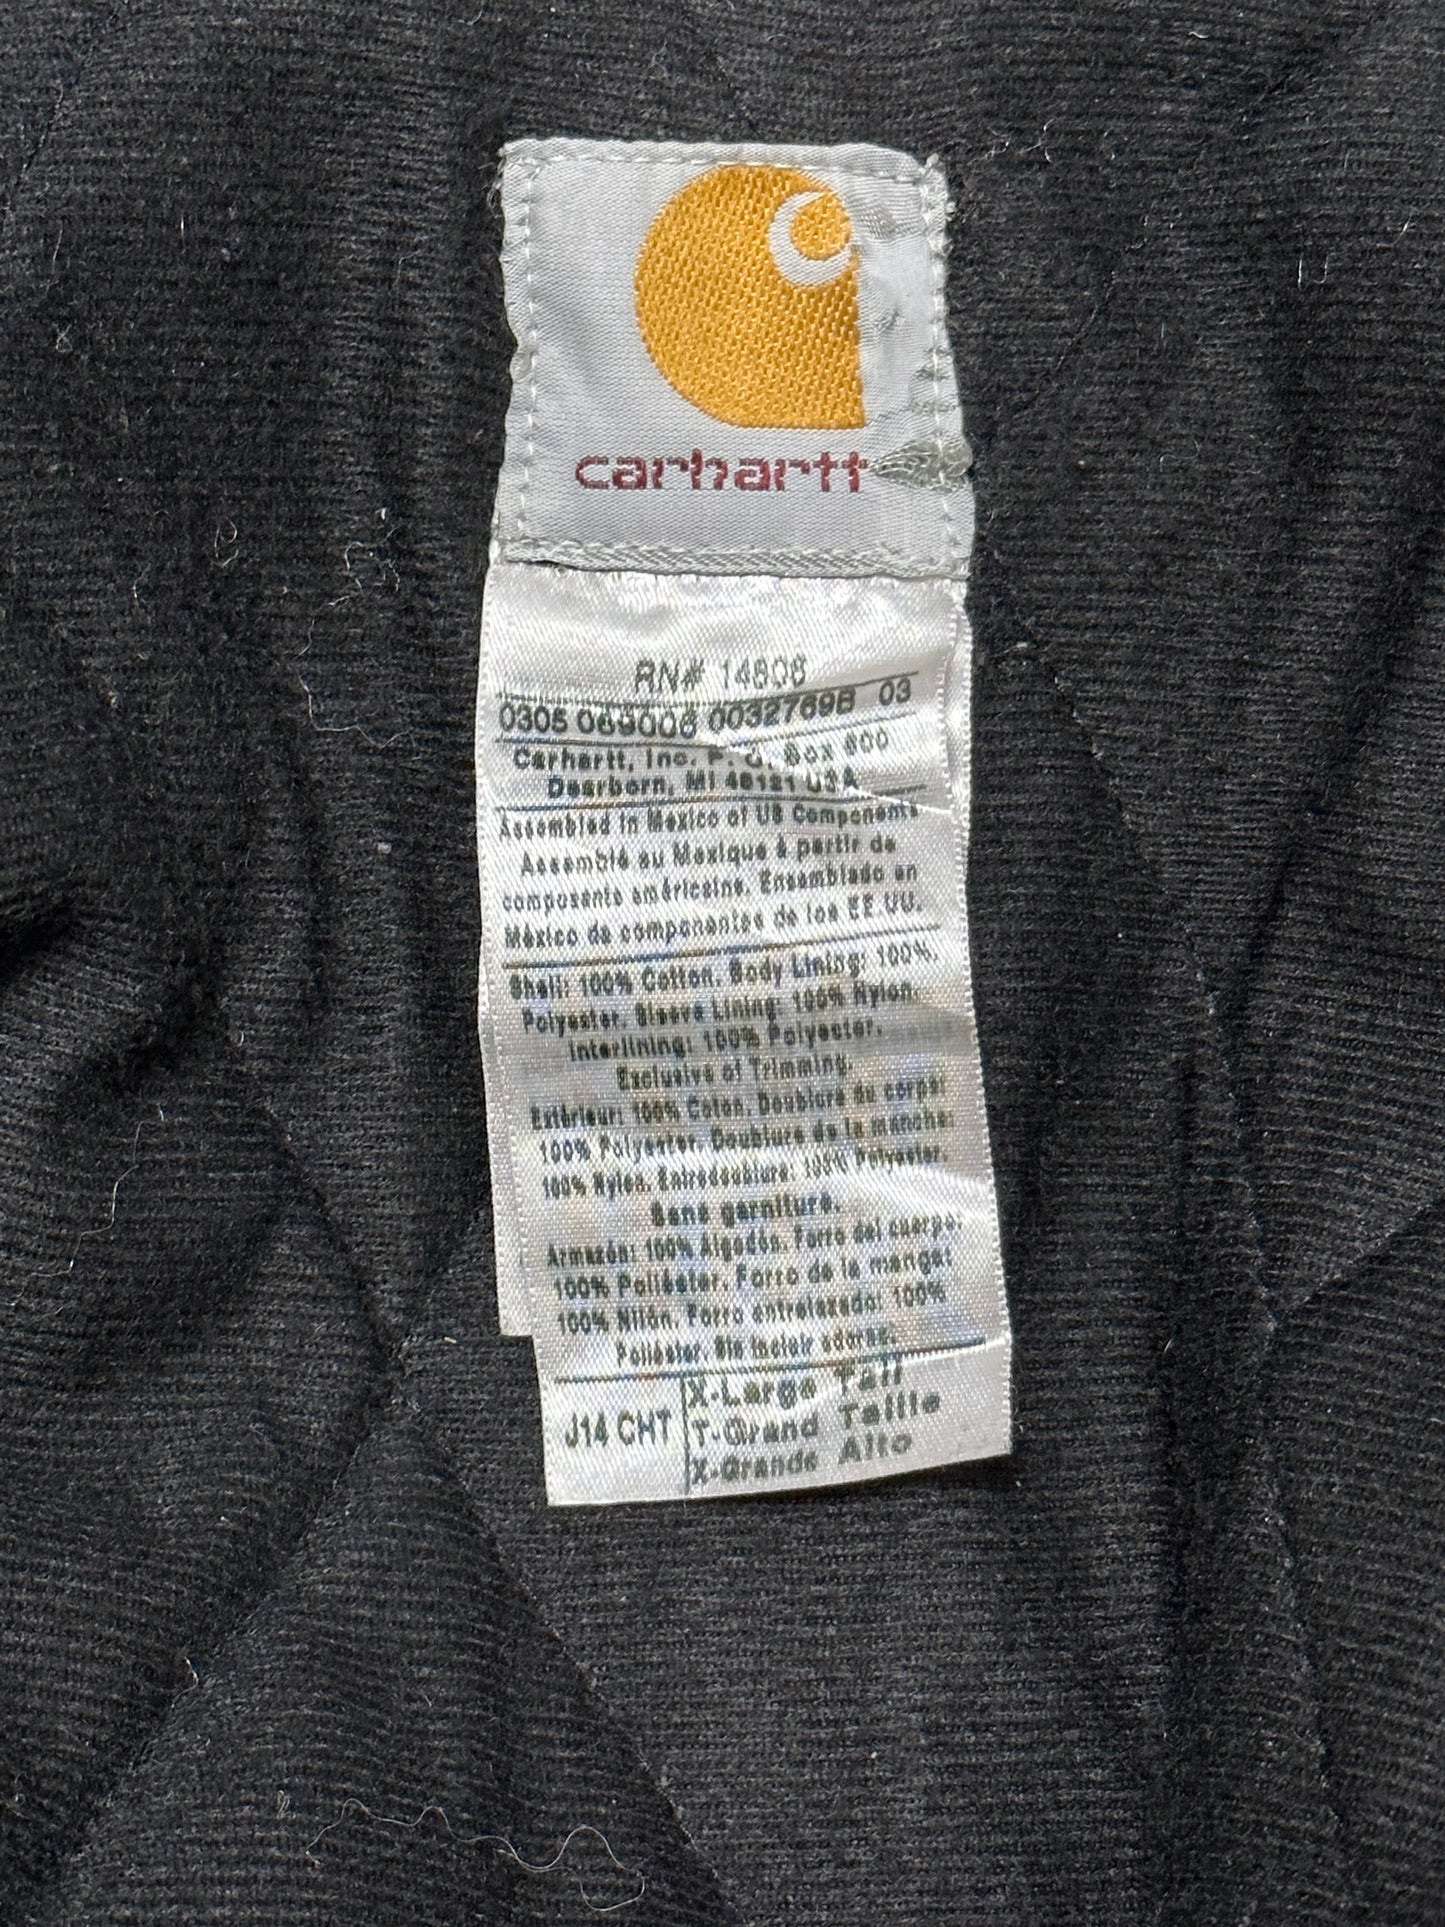 carhartt
RN# 14806
0305 069006 00327698 03
Carhartt, Inc. P. O. Box 600
Dearborn, MI 48121 USA
Assembled in Mexico of US Components
Assemblé au Mexique à partir de
composants américains. Ensamblado en
México de componentes de los EE.UU.
Shell: 100% Cotton. Body Lining: 100%.
Polyester. Sleeve Lining: 100% Nylon.
Interlining: 100% Polyester.
Exclusive of Trimming.
Extérieur: 100% Coton. Doublure du corps:
100% Polyester. Doublure de la manche:
100% Nylon. Entredoublure: 100% Polyester.
Sans garniture.
Armazón: 100% Algodón. Forro del cuerpo:
100% Poliéster. Forro de la manga:
100% Nilón. Forro entrelazado: 100%
Poliéster. Sin incluir adorno.
J14 CHT
X-Large Tall
T-Grand Taille
X-Grande Alto